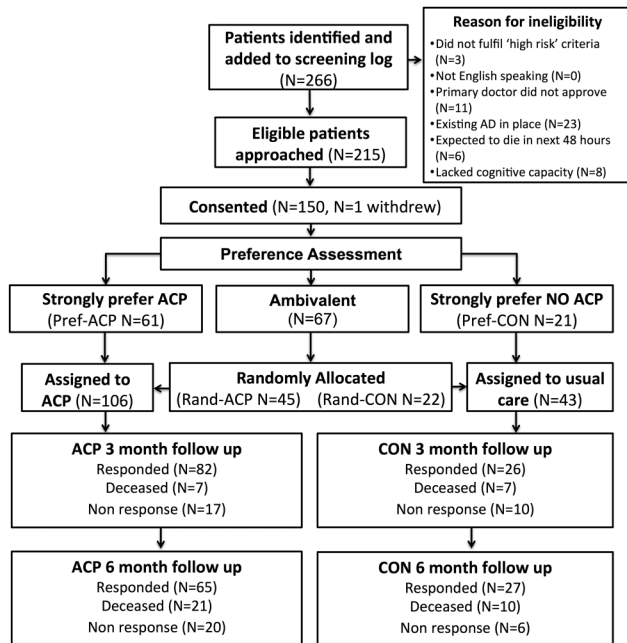 Patients identified and
added to screening log
(N=266)
Reason for ineligibility
•Did not fulfil ‘high risk’ criteria
(N=3)
•Not English speaking (N=0)
•Primary doctor did not approve
(N=11)
•Existing AD in place (N=23)
•Expected to die in next 48 hours
(N=6)
•Lacked cognitive capacity (N=8)
Eligible patients
approached (N=215)
Consented (N=150, N=1 withdrew)
Preference Assessment
Strongly prefer ACP
(Pref-ACP N=61)
Ambivalent
(N=67)
Strongly prefer NO ACP
(Pref-CON N=21)
Assigned to
ACP (N=106)
Randomly Allocated
(Rand-ACP N=45) (Rand-CON N=22)
Assigned to usual
care (N=43)
ACP 3 month follow up
Responded (N=82)
Deceased (N=7)
Non response (N=17)
CON 3 month follow up
Responded (N=26)
Deceased (N=7)
Non response (N=10)
ACP 6 month follow up
Responded (N=65)
Deceased (N=21)
Non response (N=20)
CON 6 month follow up
Responded (N=27)
Deceased (N=10)
Non response (N=6)